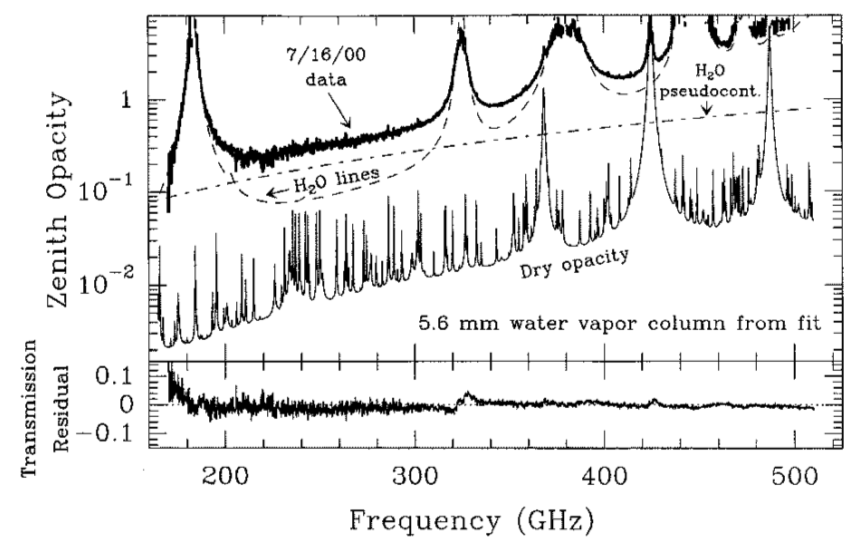 7/16/00
data
H₂O
pseudocont.
1
10⁻¹
10⁻²
Zenith Opacity
H₂O lines
Dry opacity
5.6 mm water vapor column from fit
Transmission
Residual
0.1
0
−0.1
200
300
400
500
Frequency (GHz)